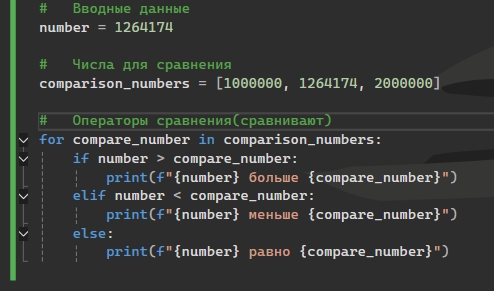 #   Вводные данные
number = 1264174

#   Числа для сравнения
comparison_numbers = [1000000, 1264174, 2000000]

#   Операторы сравнения(сравнивают)
for compare_number in comparison_numbers:
    if number > compare_number:
        print(f"{number} больше {compare_number}")
    elif number < compare_number:
        print(f"{number} меньше {compare_number}")
    else:
        print(f"{number} равно {compare_number}")